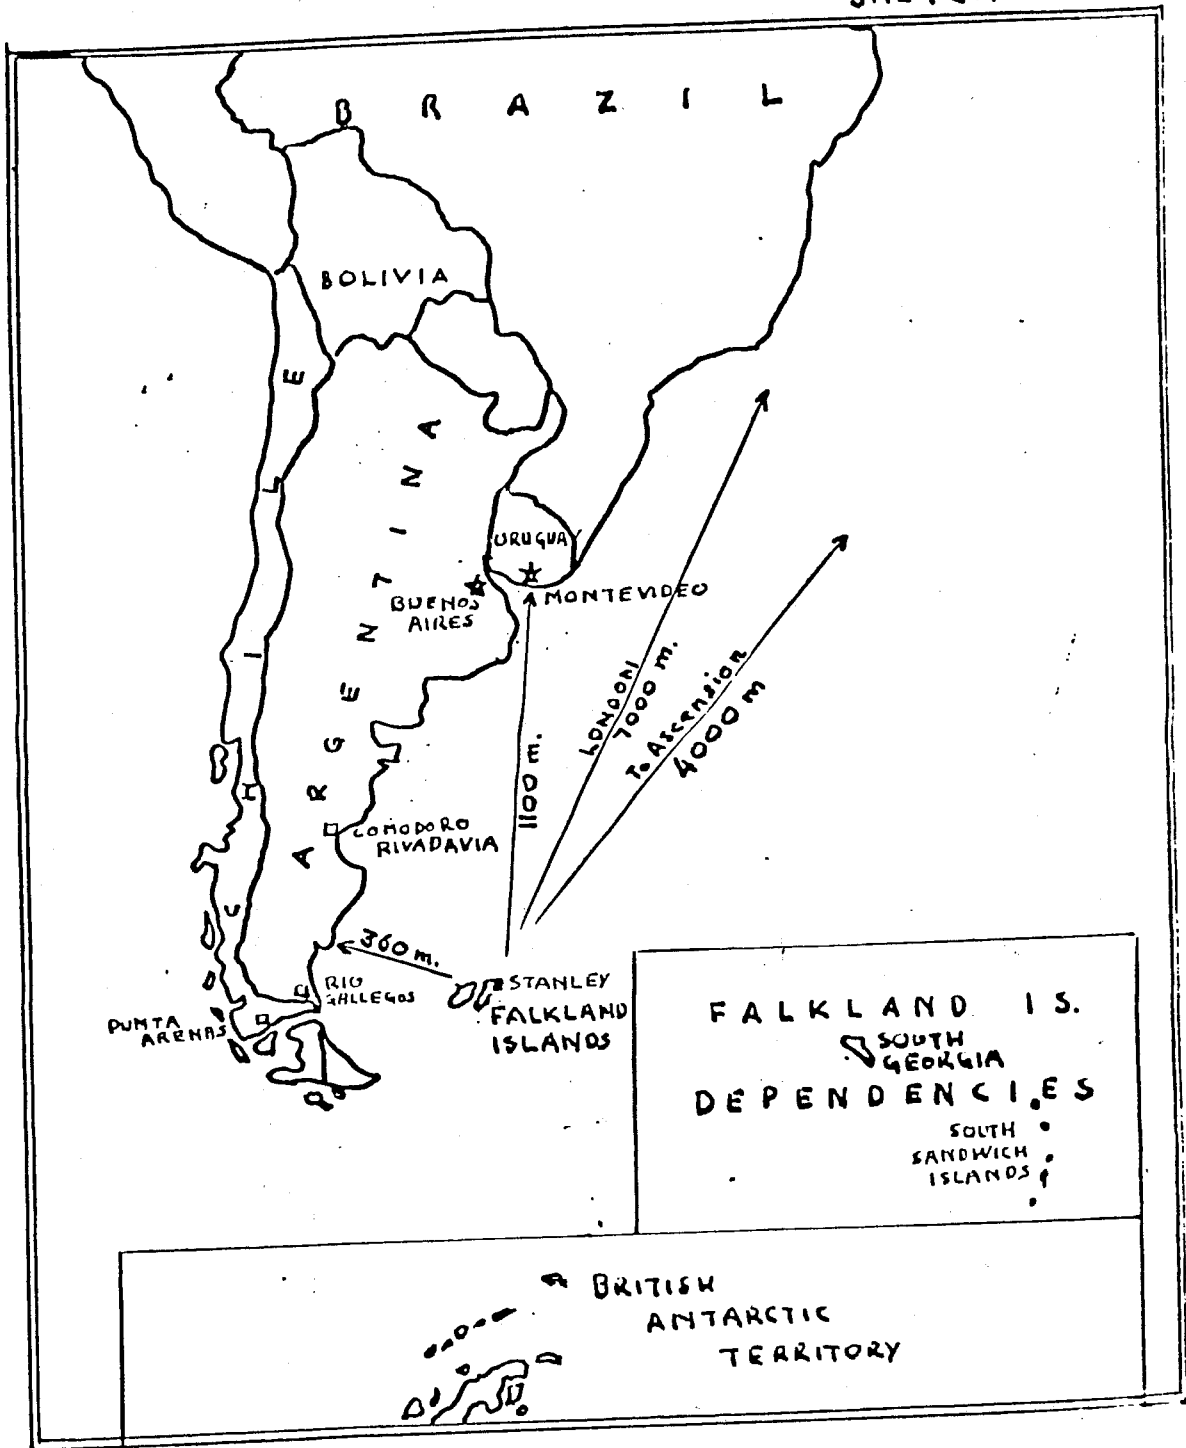 BRAZIL
BOLIVIA
CHILE
ARGENTINA
URUGUAY
BUENOS
AIRES
MONTEVIDEO
LONDON
7000 m.
To Ascension
4000 m
1100 m.
COMODORO
RIVADAVIA
360 m.
RIO
GALLEGOS
STANLEY
FALKLAND
ISLANDS
PUNTA
ARENAS
FALKLAND IS.
SOUTH
GEORGIA
DEPENDENCIES
SOUTH
SANDWICH
ISLANDS
BRITISH
ANTARCTIC
TERRITORY